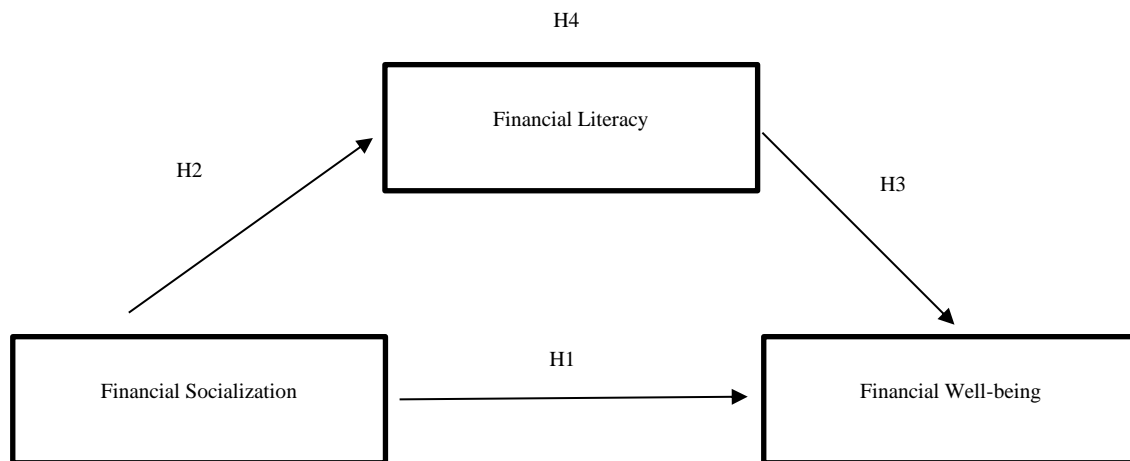 H4
Financial Literacy
H2
H3
H1
Financial Socialization
Financial Well-being